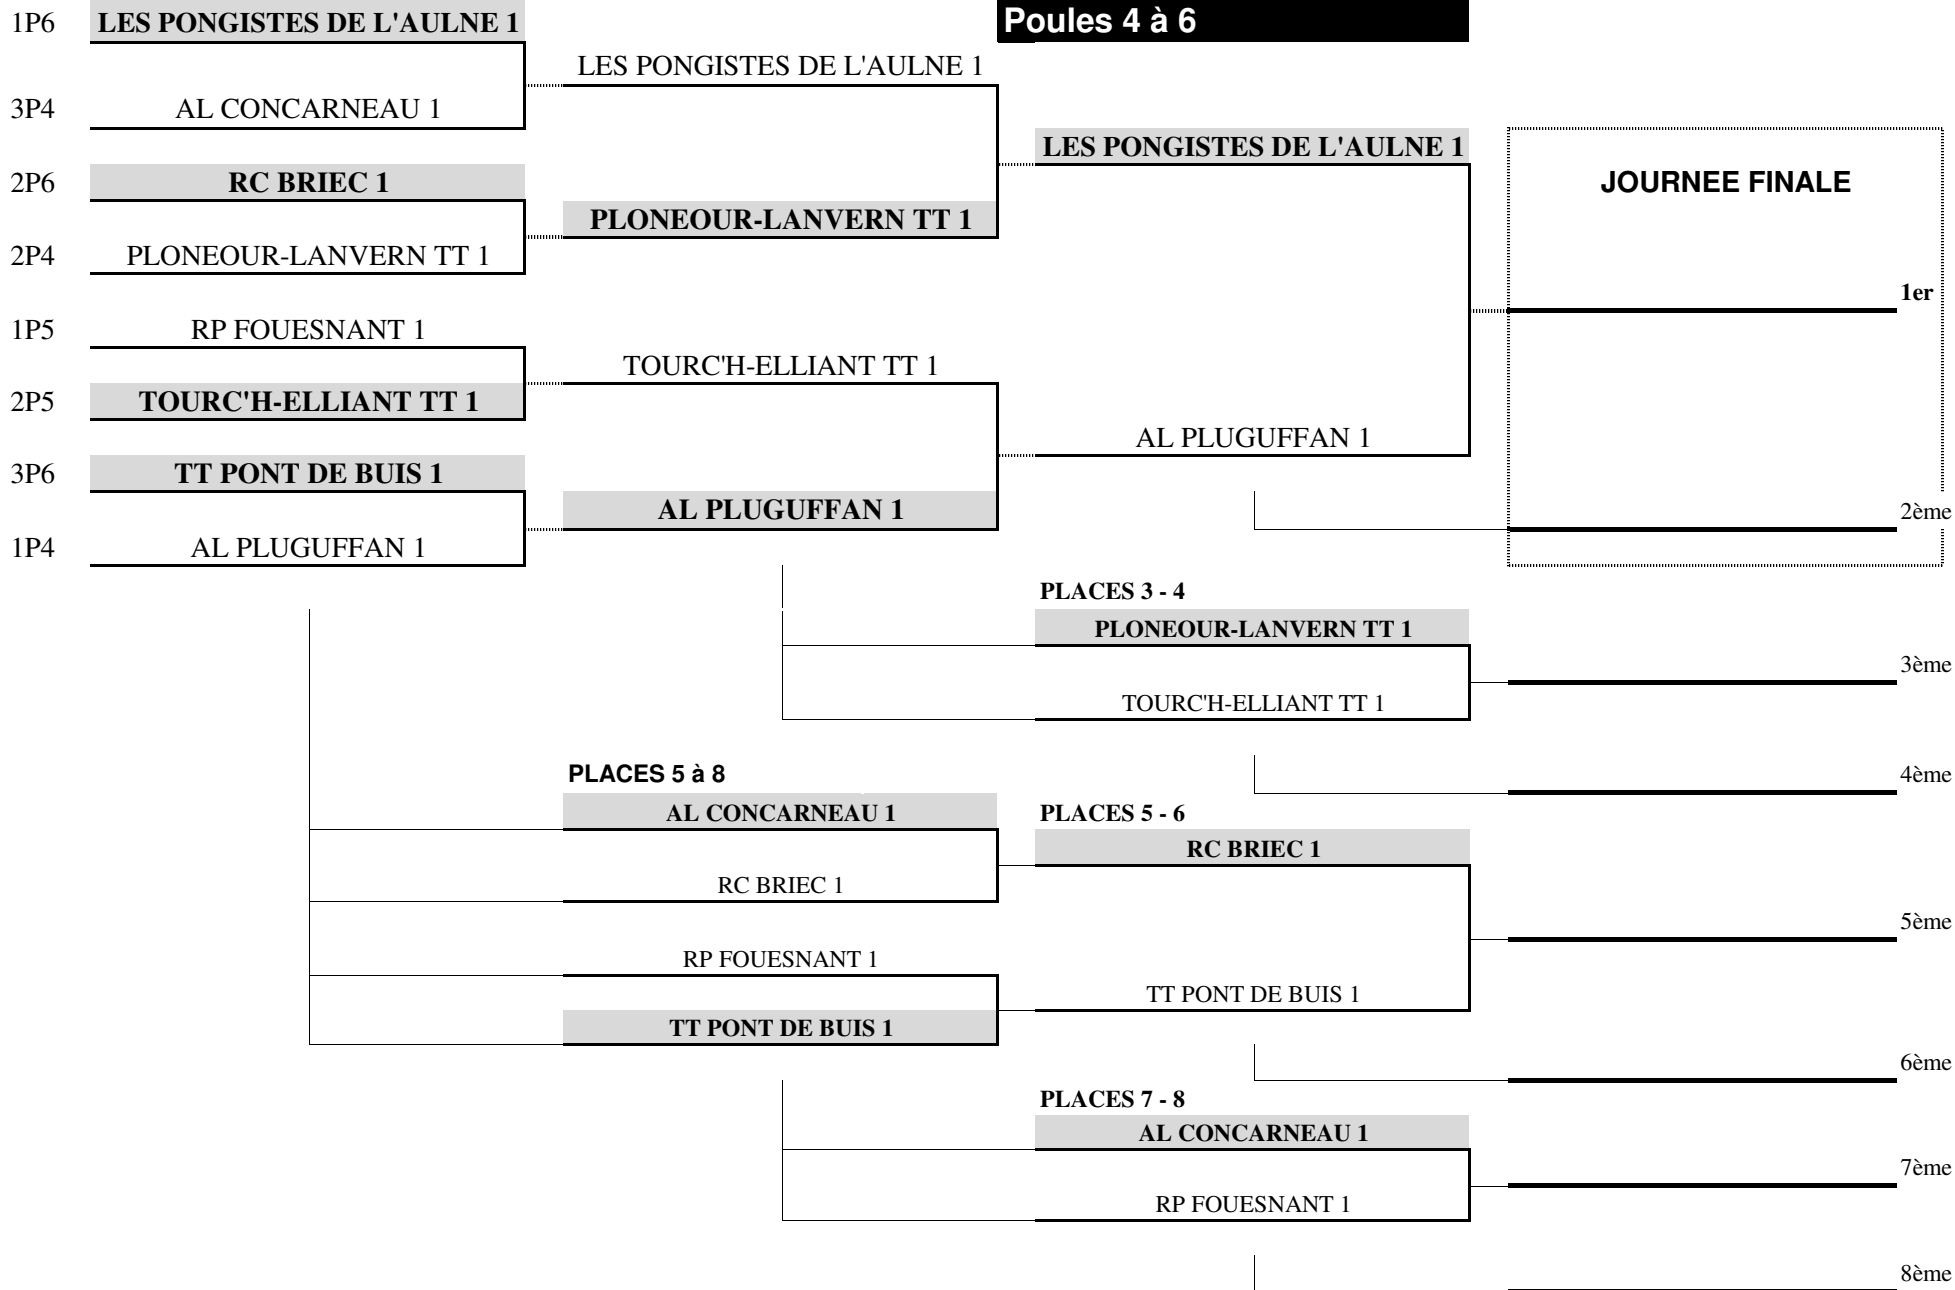 1P6 LES PONGISTES DE L'AULNE 1
Poules 4 à 6
LES PONGISTES DE L'AULNE 1
3P4 AL CONCARNEAU 1
LES PONGISTES DE L'AULNE 1
2P6 RC BRIEC 1
JOURNEE FINALE
PLONEOUR-LANVERN TT 1
2P4 PLONEOUR-LANVERN TT 1
1er
1P5 RP FOUESNANT 1
TOURC'H-ELLIANT TT 1
2P5 TOURC'H-ELLIANT TT 1
AL PLUGUFFAN 1
3P6 TT PONT DE BUIS 1
AL PLUGUFFAN 1
2ème
1P4 AL PLUGUFFAN 1
PLACES 3 - 4
PLONEOUR-LANVERN TT 1
3ème
TOURC'H-ELLIANT TT 1
PLACES 5 à 8
4ème
AL CONCARNEAU 1
PLACES 5 - 6
RC BRIEC 1
RC BRIEC 1
5ème
RP FOUESNANT 1
TT PONT DE BUIS 1
TT PONT DE BUIS 1
6ème
PLACES 7 - 8
AL CONCARNEAU 1
7ème
RP FOUESNANT 1
8ème